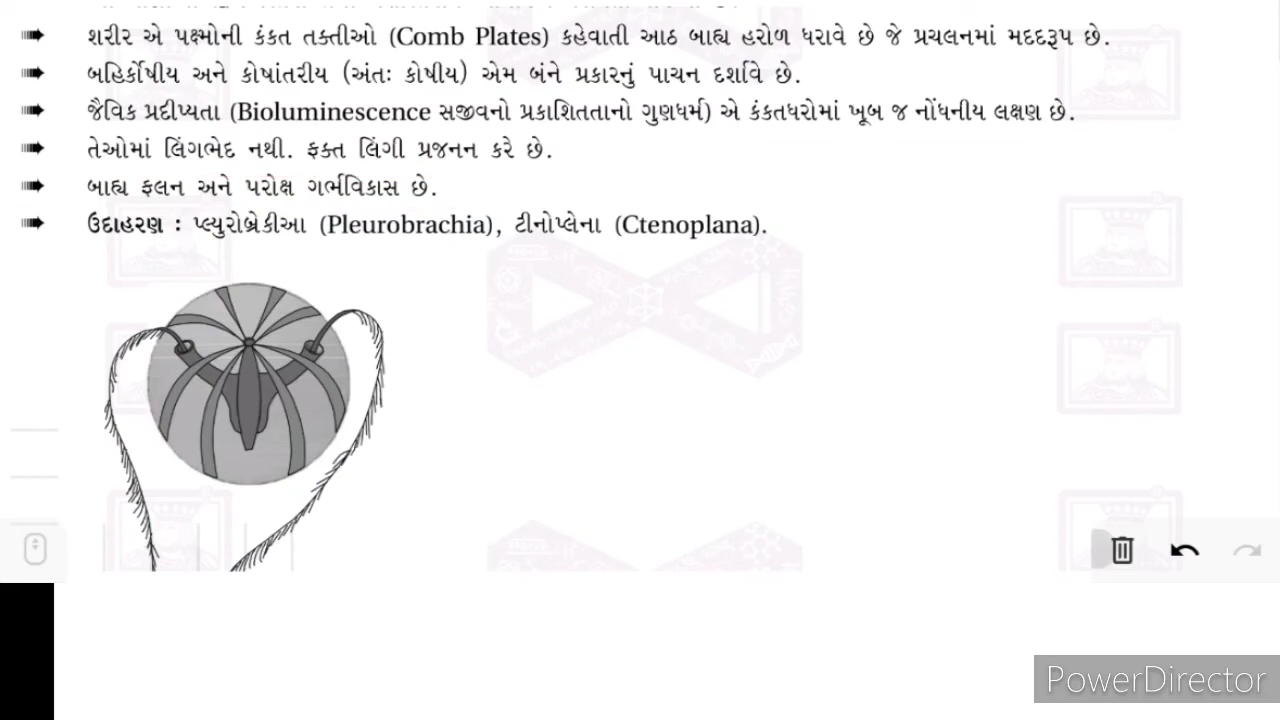 શરીર એ પક્ષ્મોની કંકત તક્તીઓ (Comb Plates) કહેવાતી આઠ બાહ્ય હરોળ ધરાવે છે જે પ્રચલનમાં મદદરૂપ છે.
બહિર્કોષીય અને કોષાંતરીય (અંતઃ કોષીય) એમ બંને પ્રકારનું પાચન દર્શાવે છે.
જૈવિક પ્રદીપ્યતા (Bioluminescence સજીવનો પ્રકાશિતતાનો ગુણધર્મ) એ કંકતધરોમાં ખૂબ જ નોંધનીય લક્ષણ છે.
તેઓમાં લિંગભેદ નથી. ફક્ત લિંગી પ્રજનન કરે છે.
બાહ્ય ફલન અને પરોક્ષ ગર્ભવિકાસ છે.
ઉદાહરણ : પ્લ્યુરોબ્રેકીઆ (Pleurobrachia), ટીનોપ્લેના (Ctenoplana).
PowerDirector